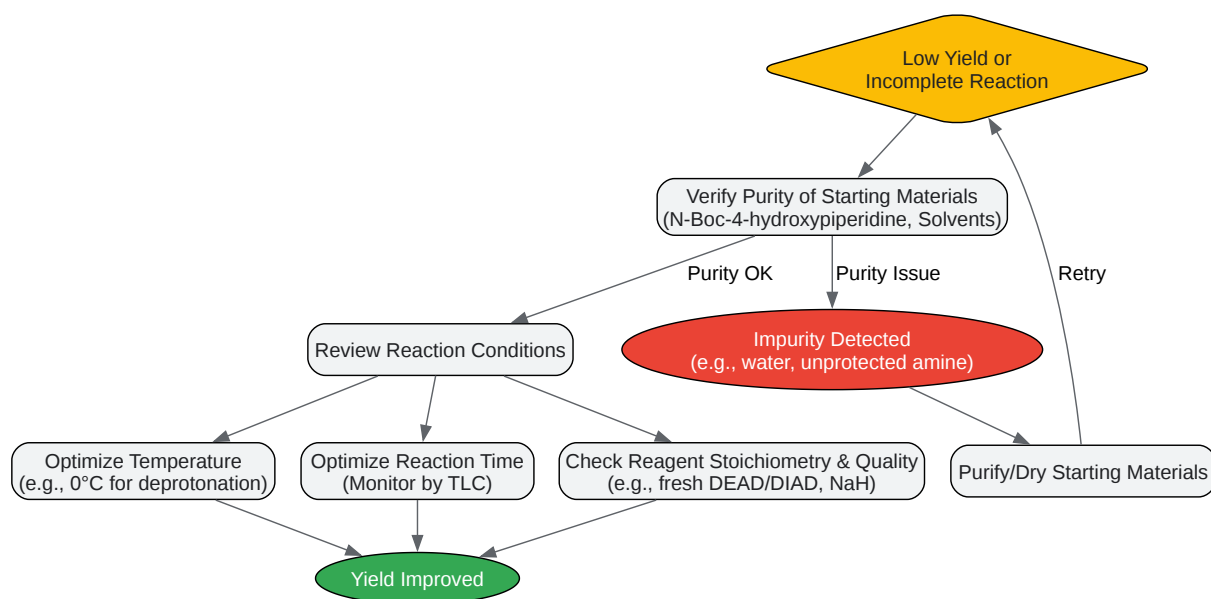 Low Yield or
Incomplete Reaction
Verify Purity of Starting Materials
(N-Boc-4-hydroxypiperidine, Solvents)
Purity OK
Purity Issue
Retry
Review Reaction Conditions
Impurity Detected
(e.g., water, unprotected amine)
Optimize Temperature
(e.g., 0°C for deprotonation)
Optimize Reaction Time
(Monitor by TLC)
Check Reagent Stoichiometry & Quality
(e.g., fresh DEAD/DIAD, NaH)
Purify/Dry Starting Materials
Yield Improved